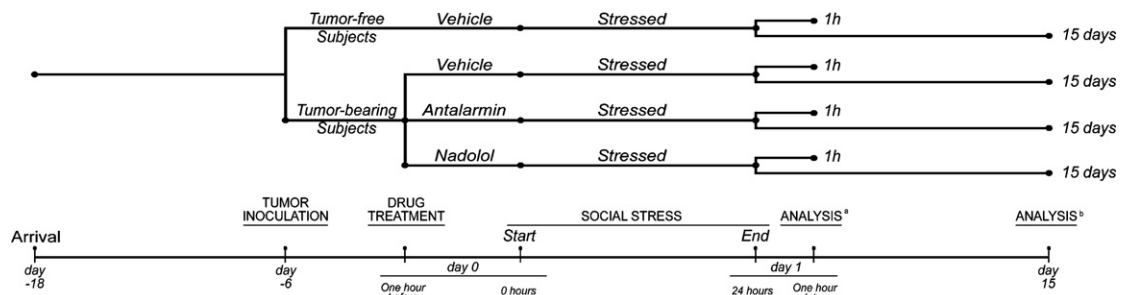 Tumor-free Subjects
Vehicle
Stressed
1h
15 days
Vehicle
Stressed
1h
15 days
Tumor-bearing Subjects
Antalarmin
Stressed
1h
15 days
Nadolol
Stressed
1h
15 days
TUMOR INOCULATION
DRUG TREATMENT
SOCIAL STRESS
ANALYSIS a
ANALYSIS b
Arrival
Start
End
day -18
day -6
day 0
day 1
day 15
One hour
0 hours
24 hours
One hour